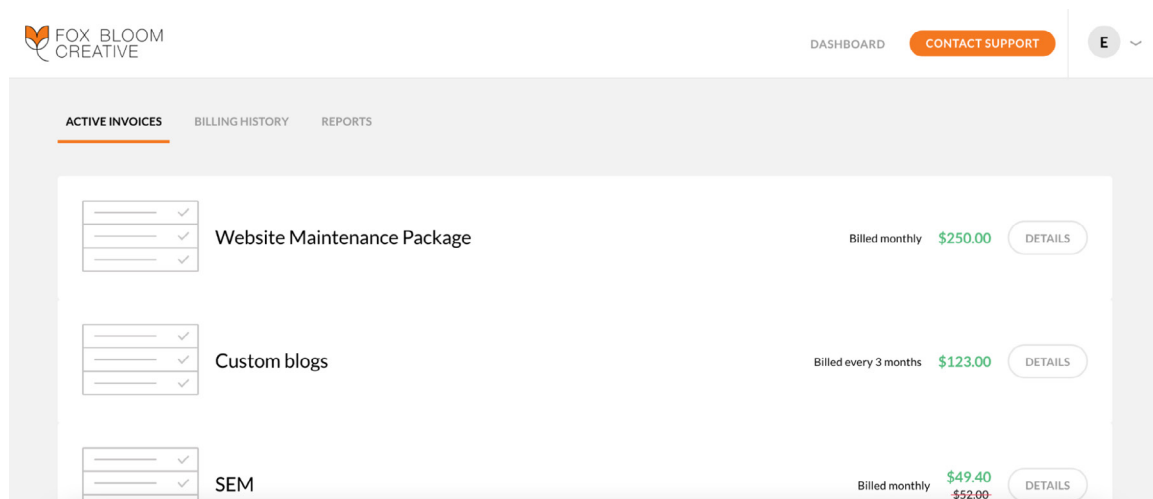 FOX BLOOM
CREATIVE
DASHBOARD
CONTACT SUPPORT
E
ACTIVE INVOICES
BILLING HISTORY
REPORTS
Website Maintenance Package
Billed monthly
$250.00
DETAILS
Custom blogs
Billed every 3 months
$123.00
DETAILS
SEM
Billed monthly
$49.40
$52.00
DETAILS